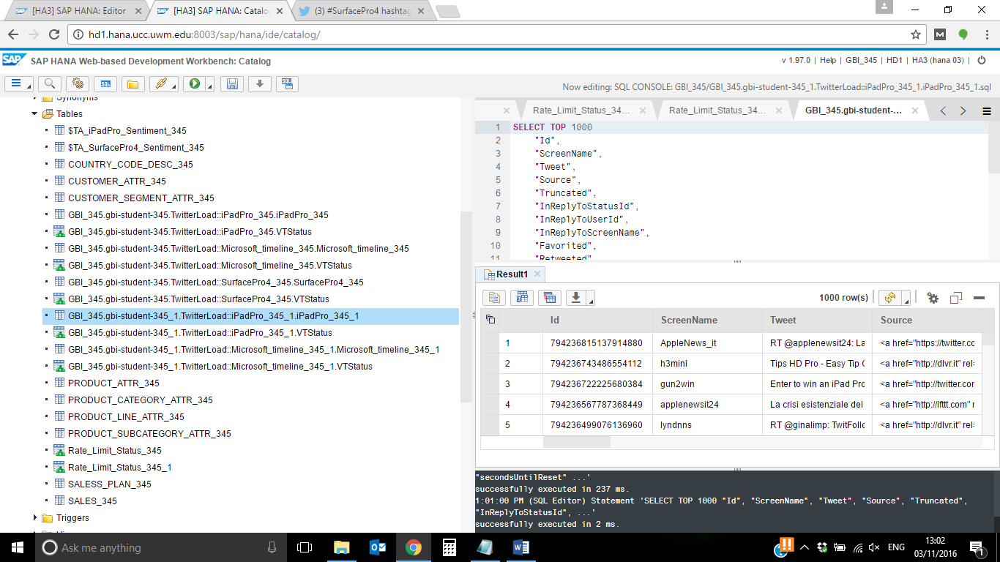 [HA3] SAP HANA: Editor
[HA3] SAP HANA: Catalo
(3) #SurfacePro4 hashtag
hd1.hana.ucc.uwm.edu:8003/sap/hana/ide/catalog/
SAP SAP HANA Web-based Development Workbench: Catalog
v 1.97.0 | Help | GBI_345 | HD1 | HA3 (hana 03) |
Now editing: SQL CONSOLE: GBI_345/GBI_345.gbi-student-345_1.TwitterLoad::iPadPro_345_1.iPadPro_345_1.sql
Synonyms
Tables
$TA_iPadPro_Sentiment_345
$TA_SurfacePro4_Sentiment_345
COUNTRY_CODE_DESC_345
CUSTOMER_ATTR_345
CUSTOMER_SEGMENT_ATTR_345
GBI_345.gbi-student-345.TwitterLoad::iPadPro_345.iPadPro_345
GBI_345.gbi-student-345.TwitterLoad::iPadPro_345.VTStatus
GBI_345.gbi-student-345.TwitterLoad::Microsoft_timeline_345.Microsoft_timeline_345
GBI_345.gbi-student-345.TwitterLoad::Microsoft_timeline_345.VTStatus
GBI_345.gbi-student-345.TwitterLoad::SurfacePro4_345.SurfacePro4_345
GBI_345.gbi-student-345.TwitterLoad::SurfacePro4_345.VTStatus
GBI_345.gbi-student-345_1.TwitterLoad::iPadPro_345_1.iPadPro_345_1
GBI_345.gbi-student-345_1.TwitterLoad::iPadPro_345_1.VTStatus
GBI_345.gbi-student-345_1.TwitterLoad::Microsoft_timeline_345_1.Microsoft_timeline_345_1
GBI_345.gbi-student-345_1.TwitterLoad::Microsoft_timeline_345_1.VTStatus
PRODUCT_ATTR_345
PRODUCT_CATEGORY_ATTR_345
PRODUCT_LINE_ATTR_345
PRODUCT_SUBCATEGORY_ATTR_345
Rate_Limit_Status_345
Rate_Limit_Status_345_1
SALESS_PLAN_345
SALES_345
Triggers
Rate_Limit_Status_34...
Rate_Limit_Status_34...
GBI_345.gbi-student-...
1 SELECT TOP 1000
2 "Id",
3 "ScreenName",
4 "Tweet",
5 "Source",
6 "Truncated",
7 "InReplyToStatusId",
8 "InReplyToUserId",
9 "InReplyToScreenName",
10 "Favorited",
11 "Retweeted"
Result1
1000 row(s)
Id ScreenName Tweet Source
1 794236815137914880 AppleNews_it RT @applenewsit24: La <a href="https://twitter.cc
2 794236743486554112 h3mini Tips HD Pro - Easy Tip C <a href="http://dlvr.it" rel=
3 794236722225680384 gun2win Enter to win an iPad Pro <a href="http://twitter.cor
4 794236567787368449 applenewsit24 La crisi esistenziale del <a href="http://ifttt.com" r
5 794236499076136960 lyndnns RT @ginalimp: TwitFollo <a href="http://dlvr.it" rel=
"secondsUntilReset" ...'
successfully executed in 237 ms.
1:01:00 PM (SQL Editor) Statement 'SELECT TOP 1000 "Id", "ScreenName", "Tweet", "Source", "Truncated",
"InReplyToStatusId", ...'
successfully executed in 2 ms.
Ask me anything
ENG
13:02
03/11/2016